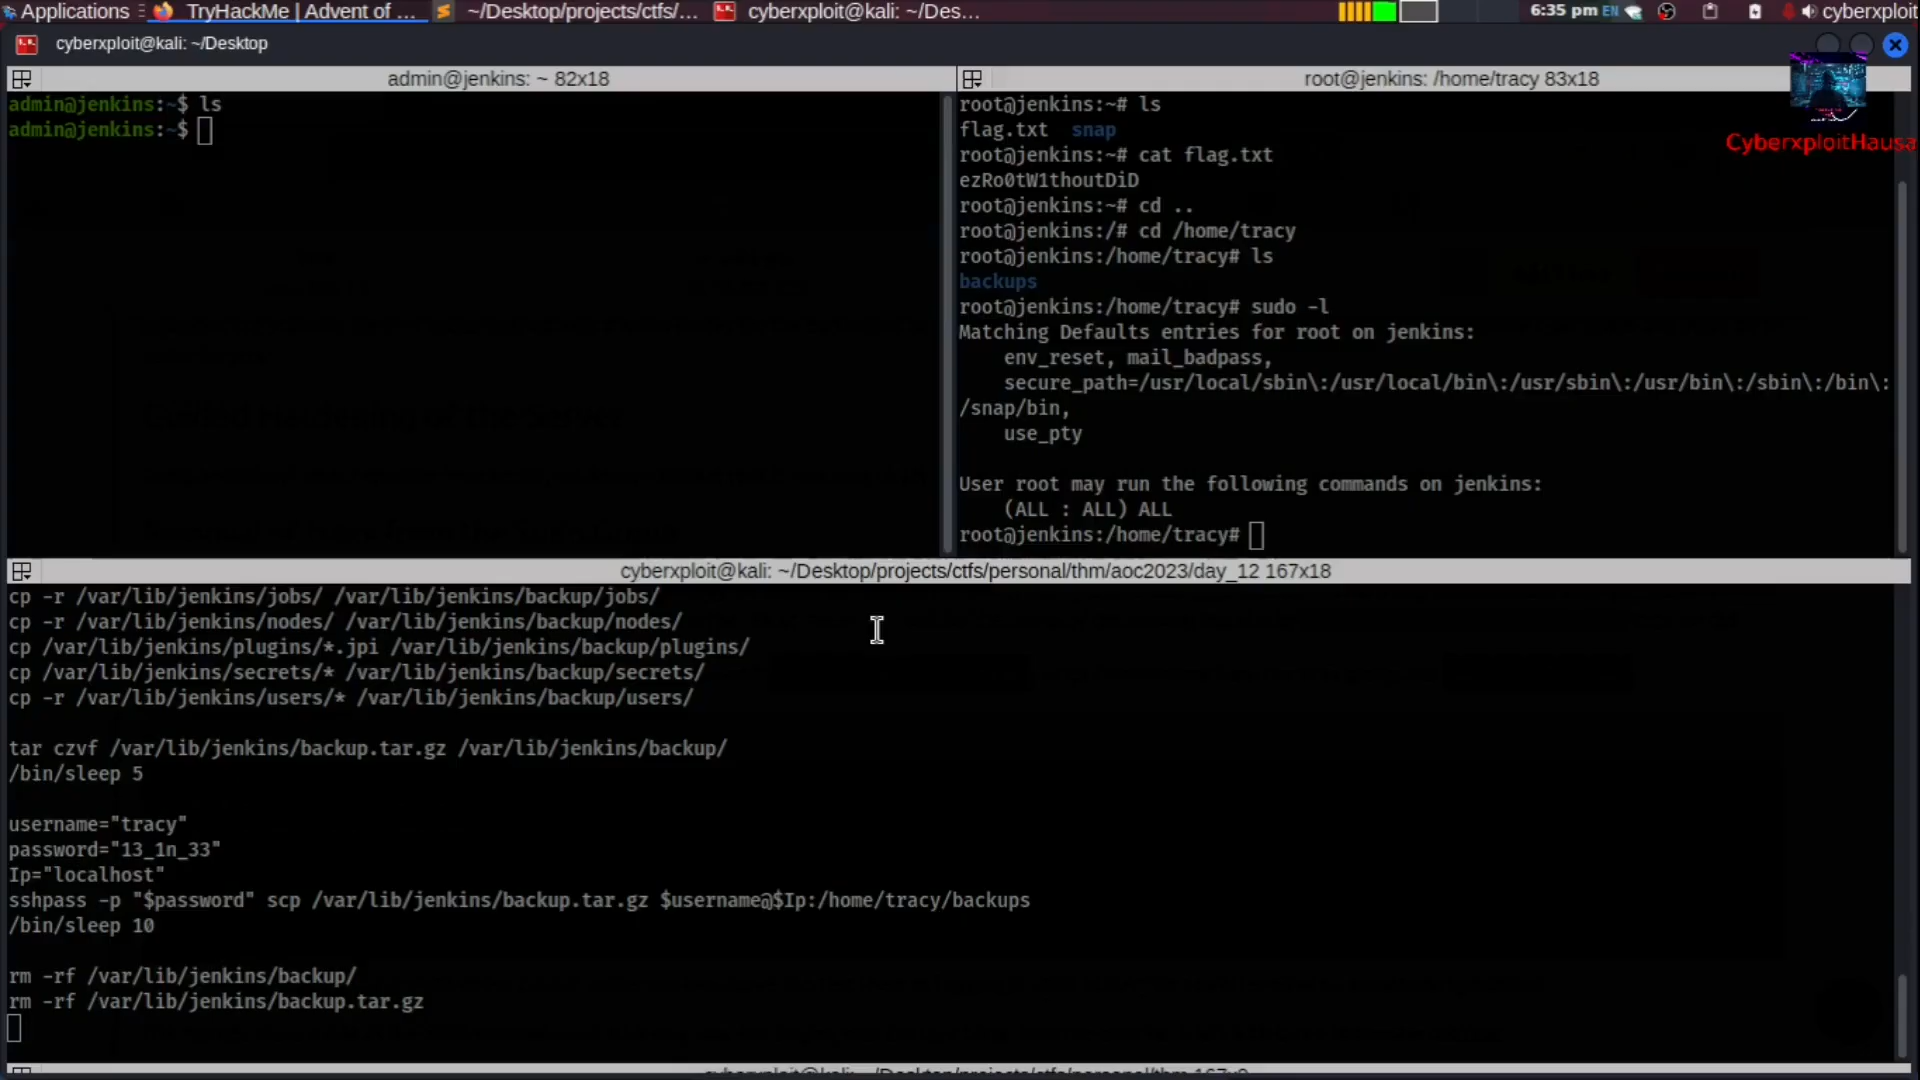 Applications
TryHackMe | Advent of ...
~/Desktop/projects/ctfs/...
cyberxploit@kali: ~/Des...
6:35 pm EN
cyberxploit
cyberxploit@kali: ~/Desktop
admin@jenkins: ~ 82x18
admin@jenkins:~$ ls
admin@jenkins:~$
root@jenkins: /home/tracy 83x18
CyberxploitHausa
root@jenkins:~# ls
flag.txt  snap
root@jenkins:~# cat flag.txt
ezRo0tW1thoutDiD
root@jenkins:~# cd ..
root@jenkins:/# cd /home/tracy
root@jenkins:/home/tracy# ls
backups
root@jenkins:/home/tracy# sudo -l
Matching Defaults entries for root on jenkins:
env_reset, mail_badpass,
secure_path=/usr/local/sbin\:/usr/local/bin\:/usr/sbin\:/usr/bin\:/sbin\:/bin\:
/snap/bin,
use_pty
User root may run the following commands on jenkins:
(ALL : ALL) ALL
root@jenkins:/home/tracy#
cyberxploit@kali: ~/Desktop/projects/ctfs/personal/thm/aoc2023/day_12 167x18
cp -r /var/lib/jenkins/jobs/ /var/lib/jenkins/backup/jobs/
cp -r /var/lib/jenkins/nodes/ /var/lib/jenkins/backup/nodes/
cp /var/lib/jenkins/plugins/*.jpi /var/lib/jenkins/backup/plugins/
cp /var/lib/jenkins/secrets/* /var/lib/jenkins/backup/secrets/
cp -r /var/lib/jenkins/users/* /var/lib/jenkins/backup/users/
tar czvf /var/lib/jenkins/backup.tar.gz /var/lib/jenkins/backup/
/bin/sleep 5
username="tracy"
password="13_1n_33"
Ip="localhost"
sshpass -p "$password" scp /var/lib/jenkins/backup.tar.gz $username@$Ip:/home/tracy/backups
/bin/sleep 10
rm -rf /var/lib/jenkins/backup/
rm -rf /var/lib/jenkins/backup.tar.gz
cyberxploit@kali: ~/Desktop/projects/ctfs/personal/thm 167x9